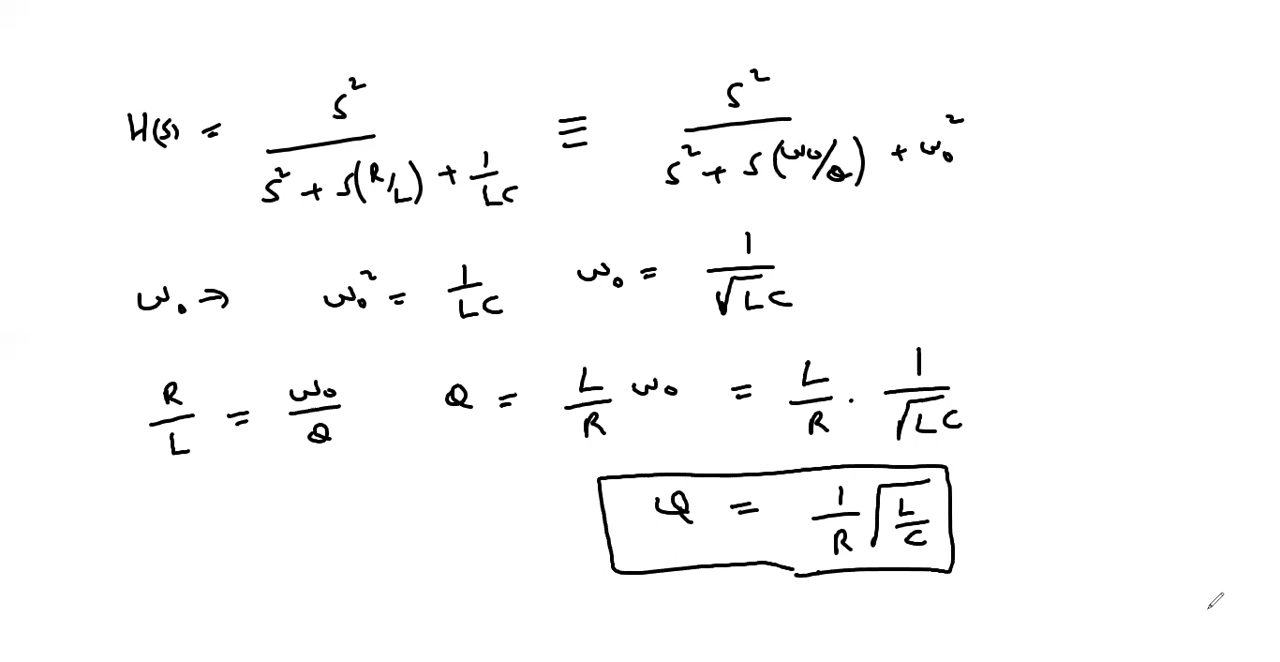 H(s) = s² / (s² + s(R/L) + 1/LC) ≡ s² / (s² + s(ω₀/Q) + ω₀²)
ω₀ ⇒ ω₀² = 1/LC ω₀ = 1/√LC
R/L = ω₀/Q Q = L/R ω₀ = L/R · 1/√LC
Q = 1/R √(L/C)